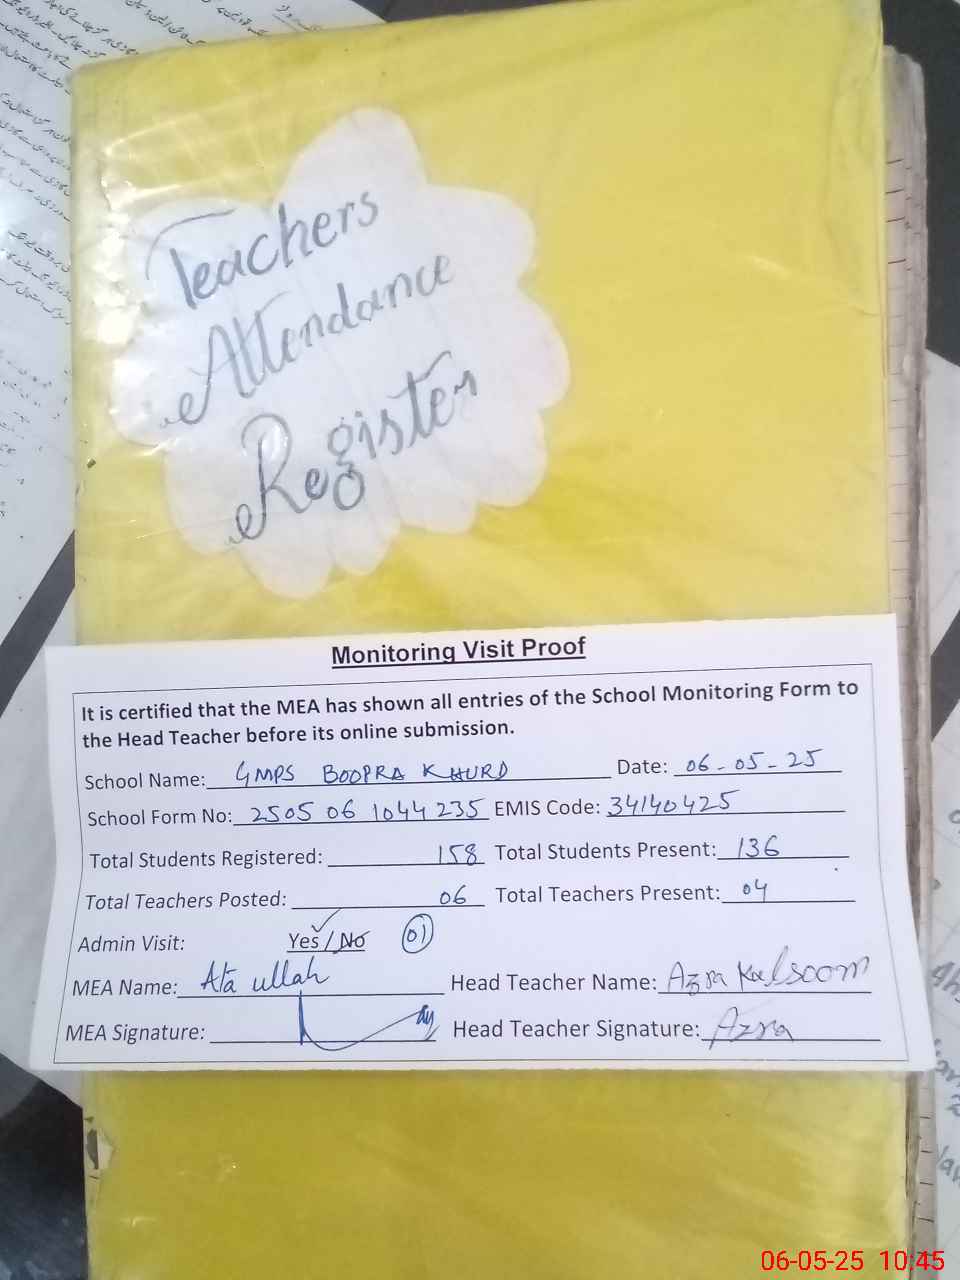 Teachers
Attendance
Register
Monitoring Visit Proof
It is certified that the MEA has shown all entries of the School Monitoring Form to
the Head Teacher before its online submission.
School Name: GMPS BOOPRA KHURD Date: 06-05-25
School Form No: 2505 06 1044 235 EMIS Code: 34140425
Total Students Registered: 158 Total Students Present: 136
Total Teachers Posted: 06 Total Teachers Present: 04
Admin Visit: Yes / No 01
MEA Name: Ata ullah Head Teacher Name: Azra Kalsoom
MEA Signature: Head Teacher Signature: Azra
06-05-25 10:45